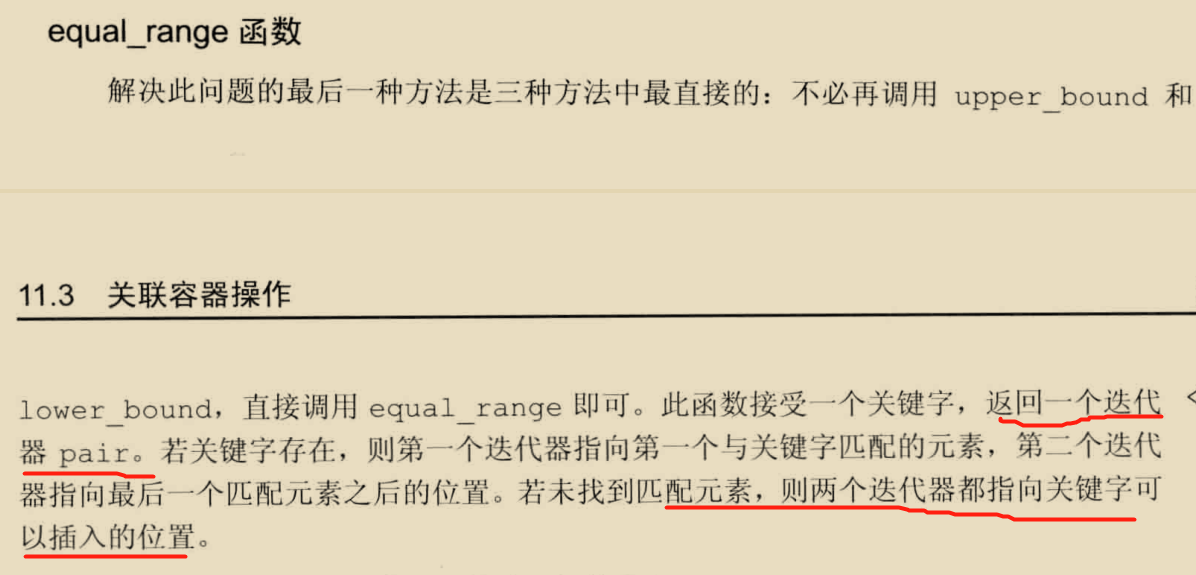 equal_range 函数
解决此问题的最后一种方法是三种方法中最直接的：不必再调用 upper_bound 和
11.3 关联容器操作
lower_bound，直接调用 equal_range 即可。此函数接受一个关键字，返回一个迭代
器 pair。若关键字存在，则第一个迭代器指向第一个与关键字匹配的元素，第二个迭代
器指向最后一个匹配元素之后的位置。若未找到匹配元素，则两个迭代器都指向关键字可
以插入的位置。